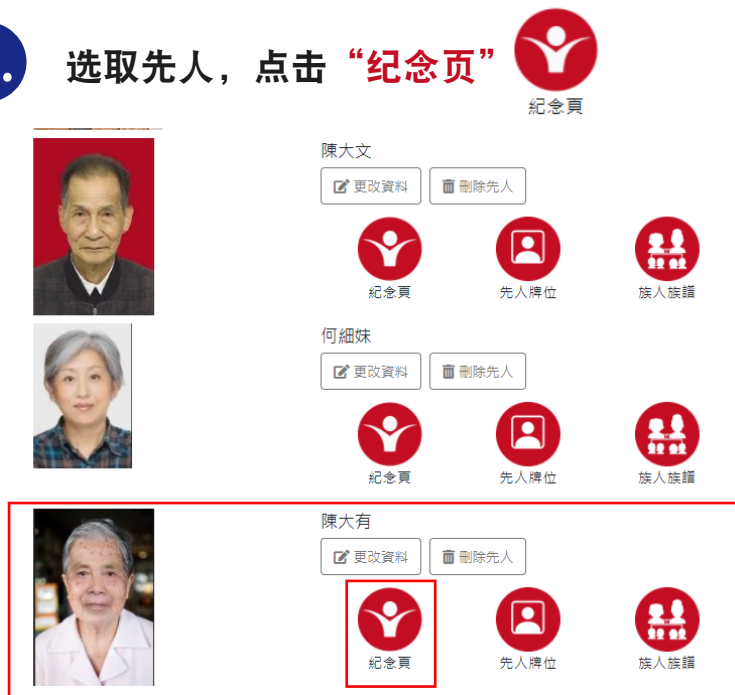 选取先人，点击“纪念页”
紀念頁
陳大文
更改資料 刪除先人
紀念頁 先人牌位 族人族譜
何細妹
更改資料 刪除先人
紀念頁 先人牌位 族人族譜
陳大有
更改資料 刪除先人
紀念頁 先人牌位 族人族譜